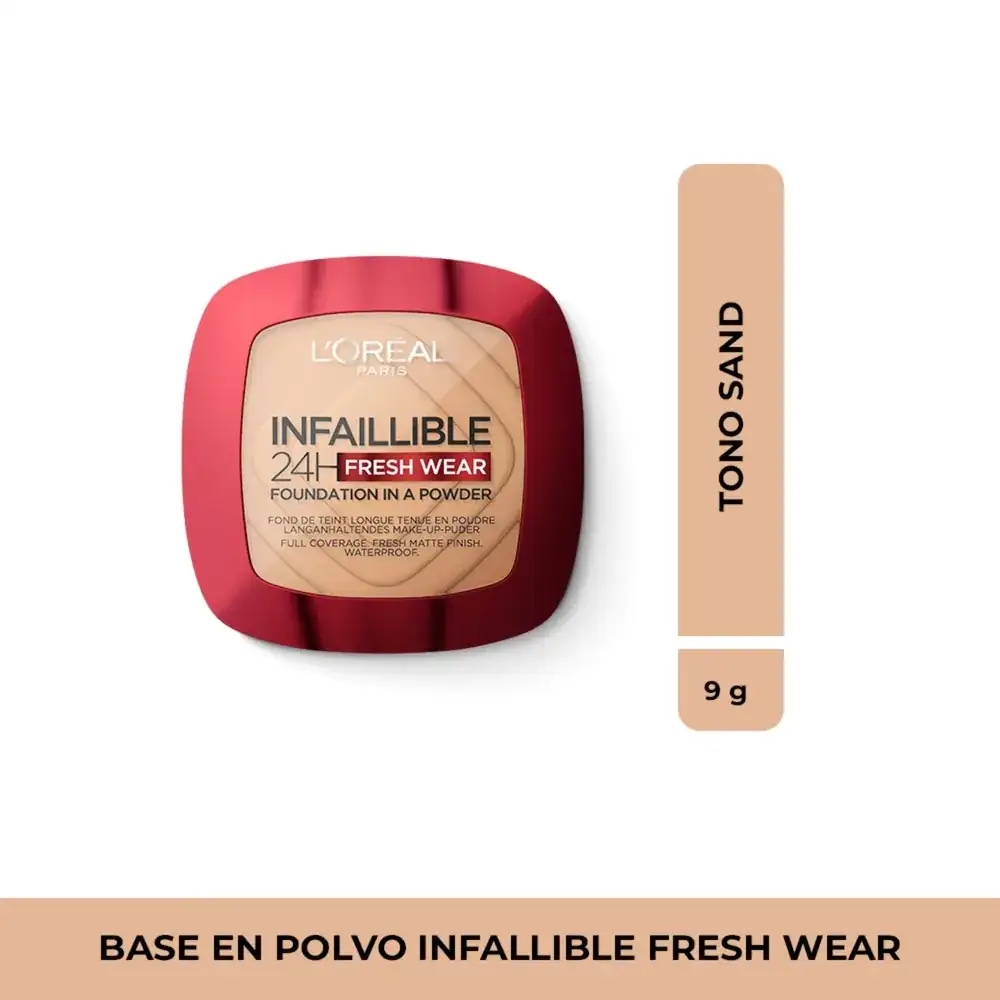 L'ORÉAL
PARIS
INFAILLIBLE
24H FRESH WEAR
FOUNDATION IN A POWDER
FOND DE TEINT LONGUE TENUE EN POUDRE
LANGANHALTENDES MAKE-UP-PUDER
FULL COVERAGE. FRESH MATTE FINISH.
WATERPROOF.
TONO SAND
9 g
BASE EN POLVO INFALLIBLE FRESH WEAR